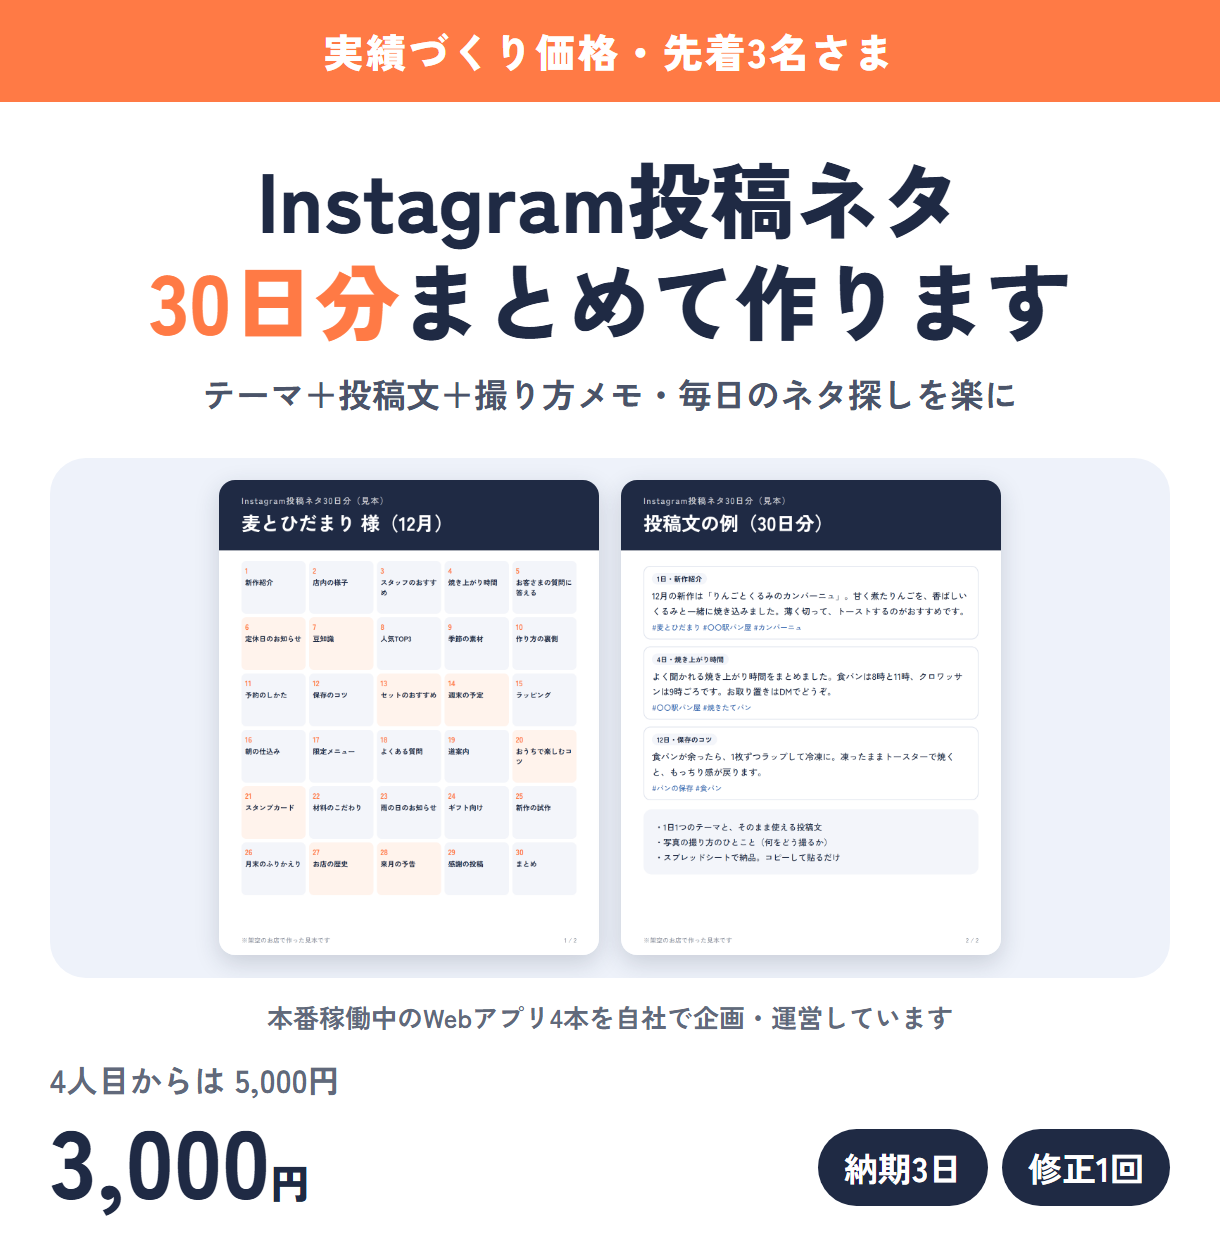 実績づくり価格・先着3名さま
Instagram投稿ネタ
30日分まとめて作ります
テーマ＋投稿文＋撮り方メモ・毎日のネタ探しを楽に
Instagram投稿ネタ30日分（見本）
麦とひだまり 様（12月）
1
新作紹介
2
店内の様子
3
スタッフのおすす
め
4
焼き上がり時間
5
お客さまの質問に
答える
6
定休日のお知らせ
7
豆知識
8
人気TOP3
9
季節の素材
10
作り方の裏側
11
予約のしかた
12
保存のコツ
13
セットのおすすめ
14
週末の予定
15
ラッピング
16
朝の仕込み
17
限定メニュー
18
よくある質問
19
道案内
20
おうちで楽しむコ
ツ
21
スタンプカード
22
材料のこだわり
23
雨の日のお知らせ
24
ギフト向け
25
新作の試作
26
月末のふりかえり
27
お店の歴史
28
来月の予告
29
感謝の投稿
30
まとめ
※架空のお店で作った見本です
1 / 2
Instagram投稿ネタ30日分（見本）
投稿文の例（30日分）
1日・新作紹介
12月の新作は「りんごとくるみのカンパーニュ」。甘く煮たりんごを、香ばしい
くるみと一緒に焼き込みました。薄く切って、トーストするのがおすすめです。
#麦とひだまり #〇〇駅パン屋 #カンパーニュ
4日・焼き上がり時間
よく聞かれる焼き上がり時間をまとめました。食パンは8時と11時、クロワッサ
ンは9時ごろです。お取り置きはDMでどうぞ。
#〇〇駅パン屋 #焼きたてパン
12日・保存のコツ
食パンが余ったら、1枚ずつラップして冷凍に。凍ったままトースターで焼く
と、もっちり感が戻ります。
#パンの保存 #食パン
・1日1つのテーマと、そのまま使える投稿文
・写真の撮り方のひとこと（何をどう撮るか）
・スプレッドシートで納品。コピーして貼るだけ
※架空のお店で作った見本です
2 / 2
本番稼働中のWebアプリ4本を自社で企画・運営しています
4人目からは 5,000円
3,000円
納期3日
修正1回